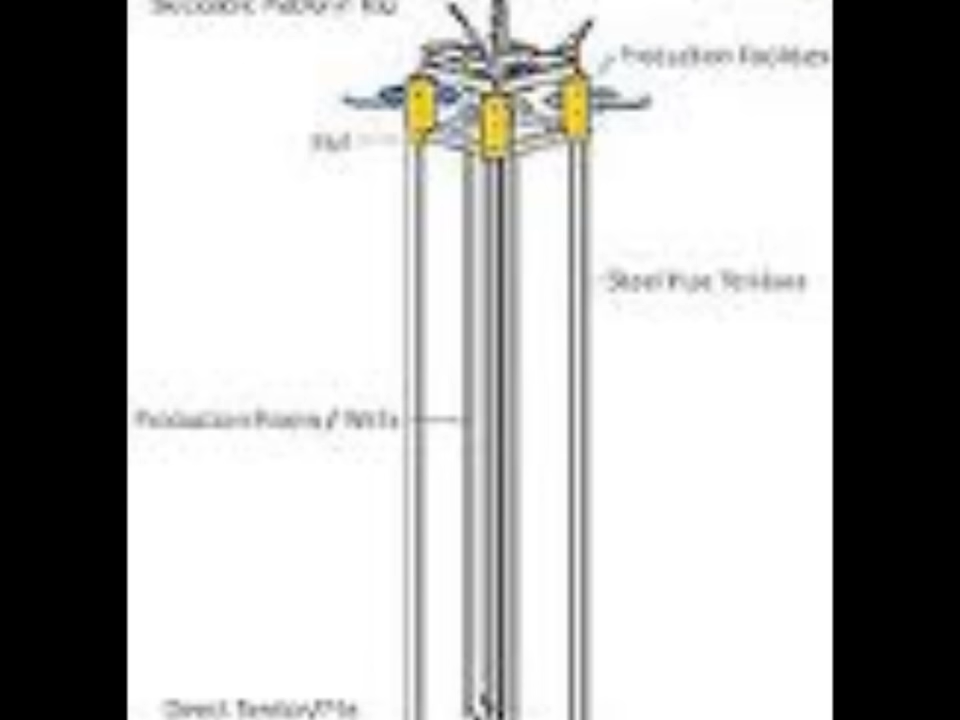 Production Facilities
Hull
Steel Pipe Tendons
Production Risers / Wells
Direct Tendon/Pile